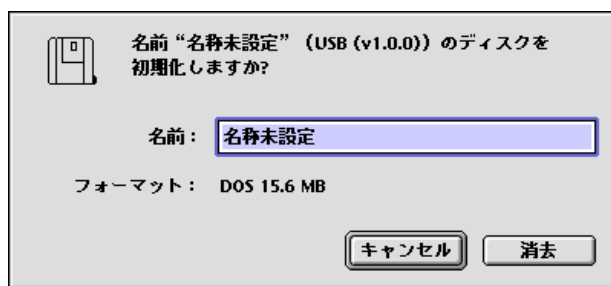 名前“名称未設定”（USB (v1.0.0)）のディスクを
初期化しますか?
名前： 名称未設定
フォーマット： DOS 15.6 MB
キャンセル 消去